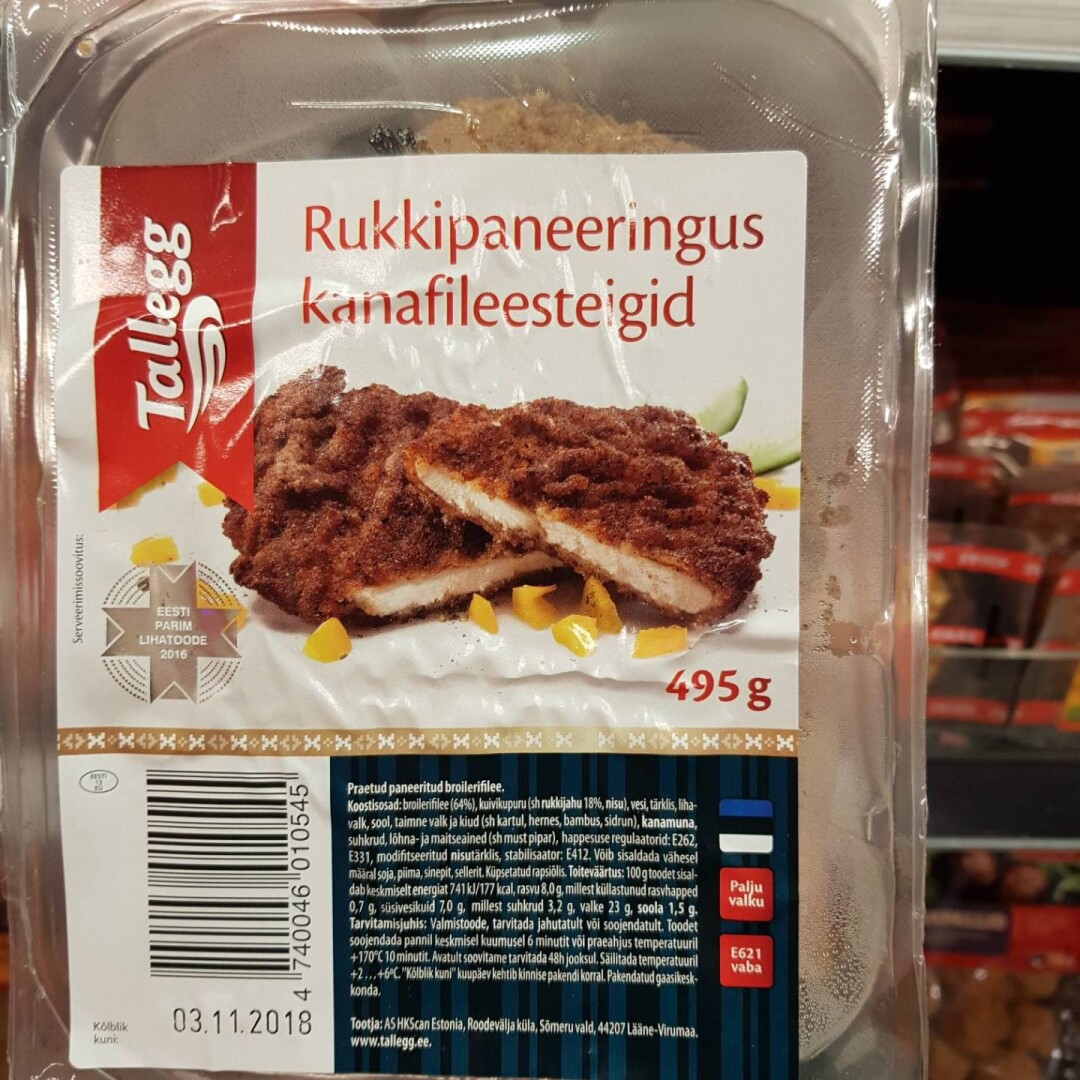 Tallegg
Rukkipaneeringus
kanafileesteigid
Serveerimissoovitus:
EESTI
PARIM
LIHATOODE
2016
495 g
EESTI
4 740046 010545
Kõlblik
kuni:
03.11.2018
Praetud paneeritud broilerifilee.
Koostisosad: broilerifilee (64%), kuivikupuru (sh rukkijahu 18%, nisu), vesi, tärklis, liha-
valk, sool, taimne valk ja kiud (sh kartul, hernes, bambus, sidrun), kanamuna,
suhkrud, lõhna- ja maitseained (sh must pipar), happesuse regulaatorid: E262,
E331, modifitseeritud nisutärklis, stabilisaator: E412. Võib sisaldada vähesel
määral soja, piima, sinepit, sellerit. Küpsetatud rapsiõlis. Toiteväärtus: 100 g toodet sisal-
dab keskmiselt energiat 741 kJ/177 kcal, rasvu 8,0 g, millest küllastunud rasvhapped
0,7 g, süsivesikuid 7,0 g, millest suhkrud 3,2 g, valke 23 g, soola 1,5 g.
Tarvitamisjuhis: Valmistoode, tarvitada jahutatult või soojendatult. Toodet
soojendada pannil keskmisel kuumusel 6 minutit või praeahjus temperatuuril
+170°C 10 minutit. Avatult soovitame tarvitada 48h jooksul. Säilitada temperatuuril
+2...+6°C. "Kõlblik kuni" kuupäev kehtib kinnise pakendi korral. Pakendatud gaasikesk-
konda.
Tootja: AS HKScan Estonia, Roodevälja küla, Sõmeru vald, 44207 Lääne-Virumaa.
www.tallegg.ee.
Palju
valku
E621
vaba